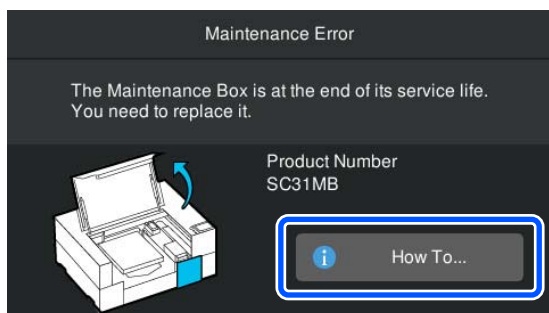 Maintenance Error
The Maintenance Box is at the end of its service life.
You need to replace it.
Product Number
SC31MB
How To...